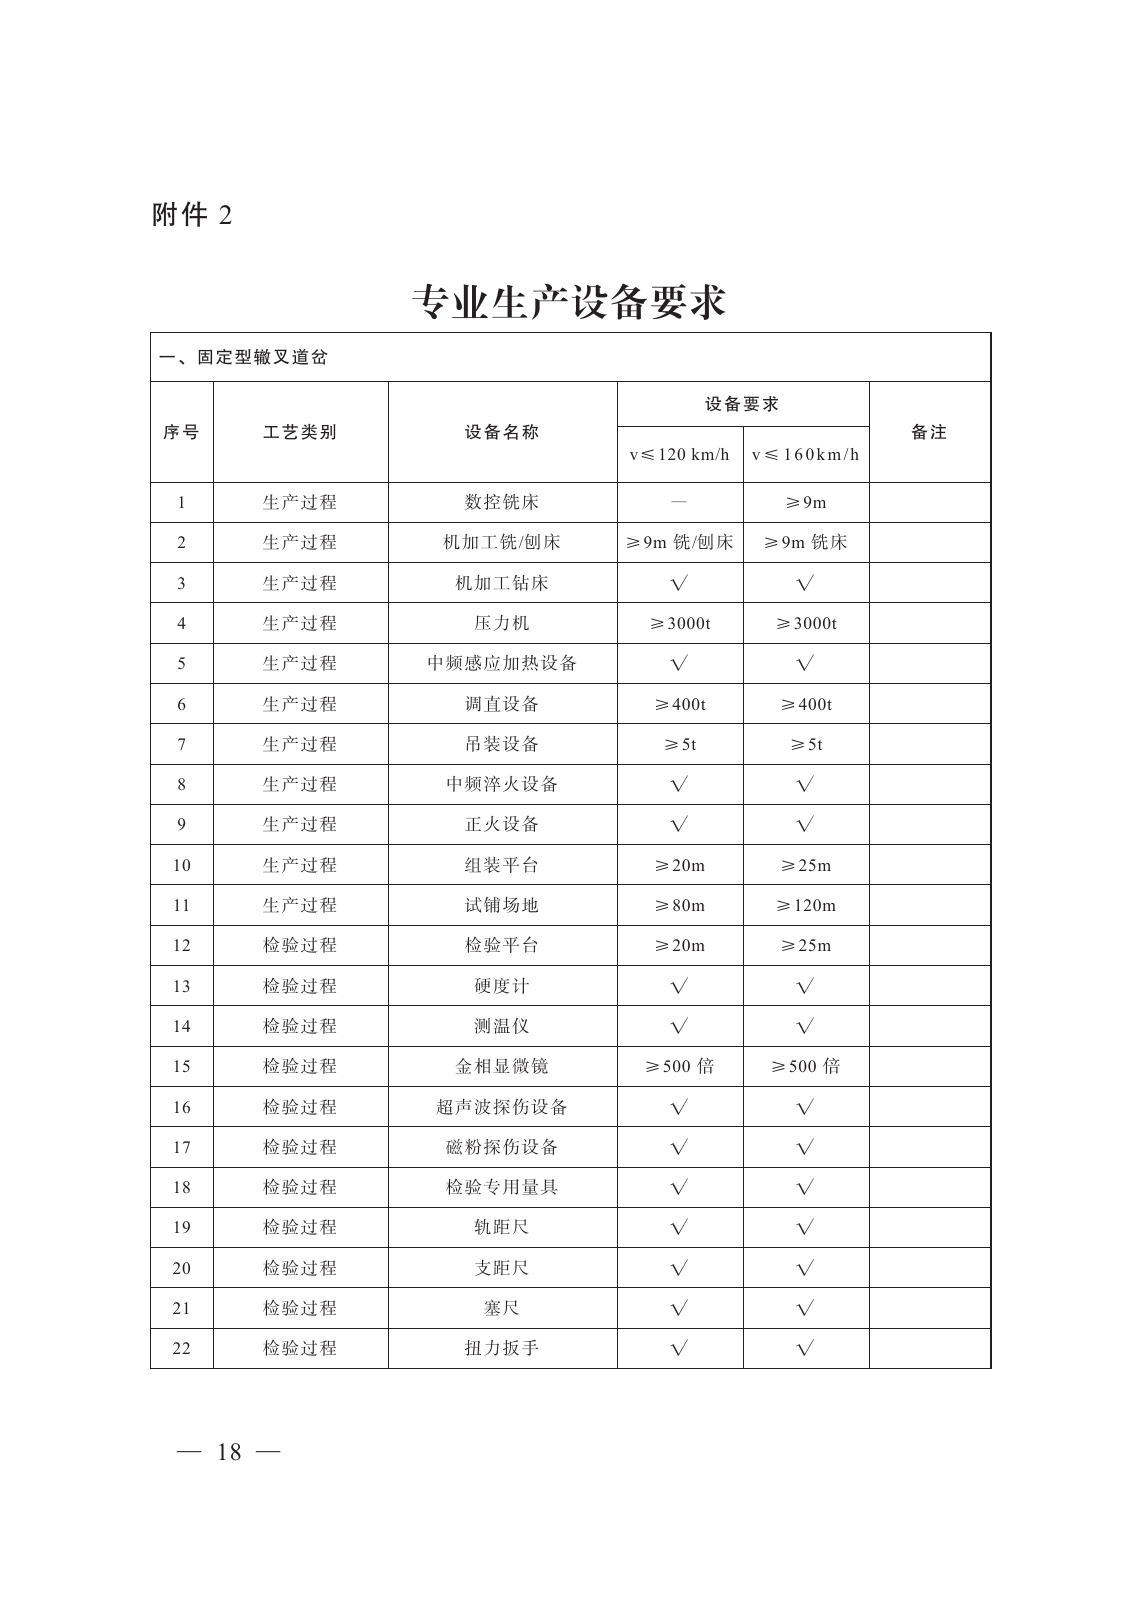 附件 2
专业生产设备要求
一、固定型辙叉道岔
序号 工艺类别 设备名称 设备要求 备注
v≤120 km/h v≤160km/h
1 生产过程 数控铣床 — ≥9m
2 生产过程 机加工铣/刨床 ≥9m 铣/刨床 ≥9m 铣床
3 生产过程 机加工钻床 √ √
4 生产过程 压力机 ≥3000t ≥3000t
5 生产过程 中频感应加热设备 √ √
6 生产过程 调直设备 ≥400t ≥400t
7 生产过程 吊装设备 ≥5t ≥5t
8 生产过程 中频淬火设备 √ √
9 生产过程 正火设备 √ √
10 生产过程 组装平台 ≥20m ≥25m
11 生产过程 试铺场地 ≥80m ≥120m
12 检验过程 检验平台 ≥20m ≥25m
13 检验过程 硬度计 √ √
14 检验过程 测温仪 √ √
15 检验过程 金相显微镜 ≥500 倍 ≥500 倍
16 检验过程 超声波探伤设备 √ √
17 检验过程 磁粉探伤设备 √ √
18 检验过程 检验专用量具 √ √
19 检验过程 轨距尺 √ √
20 检验过程 支距尺 √ √
21 检验过程 塞尺 √ √
22 检验过程 扭力扳手 √ √
— 18 —